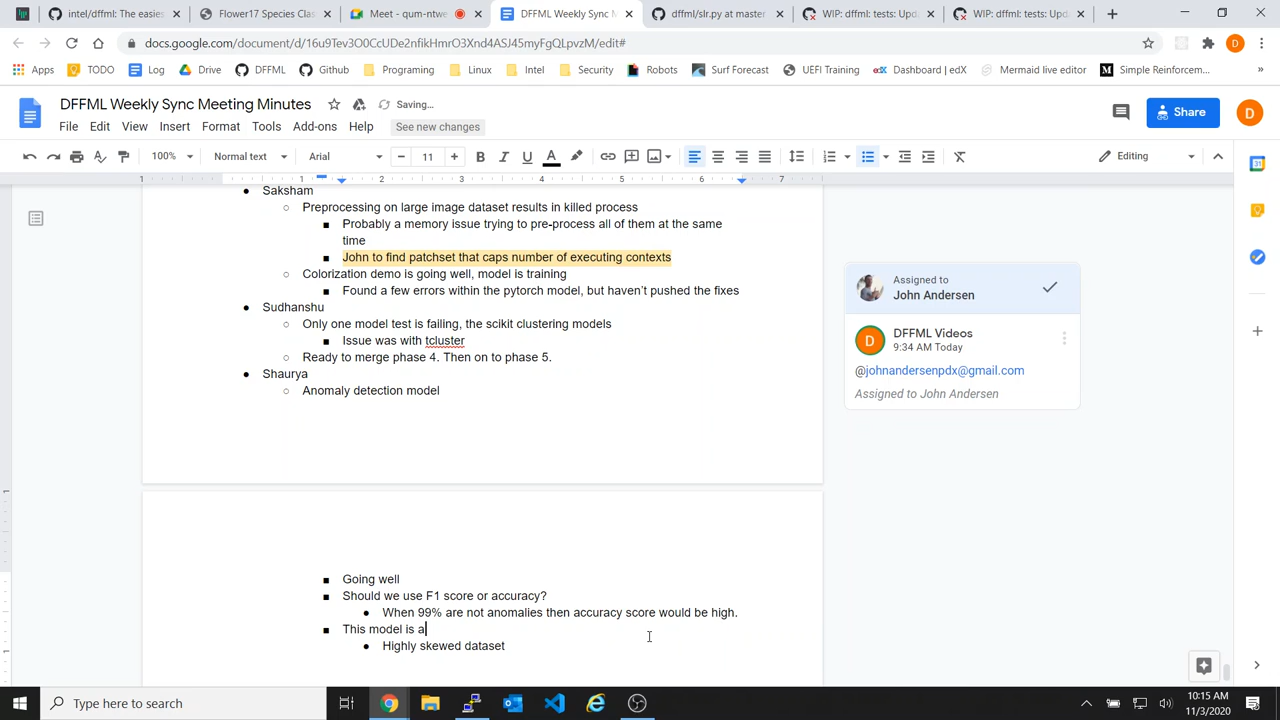 intel/dffml: The easies
Flower17 Species Clas
Meet - qum-ntwe
DFFML Weekly Sync M
dffml/slr.py at master
WIP: dffml: tests: Upda
WIP: dffml: tests: Upda
docs.google.com/document/d/16u9Tev3O0CcUDe2nfikHmrO3Xnd4ASJ45myFgQLpvzM/edit#
D
Apps
TODO
Log
Drive
DFFML
Github
Programing
Linux
Intel
Security
Robots
Surf Forecast
UEFI Training
Dashboard | edX
Mermaid live editor
Simple Reinforcem...
»
DFFML Weekly Sync Meeting Minutes
Saving...
File Edit View Insert Format Tools Add-ons Help See new changes
Share
D
100% Normal text Arial 11 B I U A Editing
1 1 2 3 4 5 6 7
● Saksham
○ Preprocessing on large image dataset results in killed process
■ Probably a memory issue trying to pre-process all of them at the same
time
■ John to find patchset that caps number of executing contexts
○ Colorization demo is going well, model is training
■ Found a few errors within the pytorch model, but haven't pushed the fixes
● Sudhanshu
○ Only one model test is failing, the scikit clustering models
■ Issue was with tcluster
○ Ready to merge phase 4. Then on to phase 5.
● Shaurya
○ Anomaly detection model
■ Going well
■ Should we use F1 score or accuracy?
● When 99% are not anomalies then accuracy score would be high.
■ This model is a
● Highly skewed dataset
Assigned to
John Andersen
D
DFFML Videos
9:34 AM Today
@johnandersenpdx@gmail.com
Assigned to John Andersen
Type here to search
10:15 AM
11/3/2020